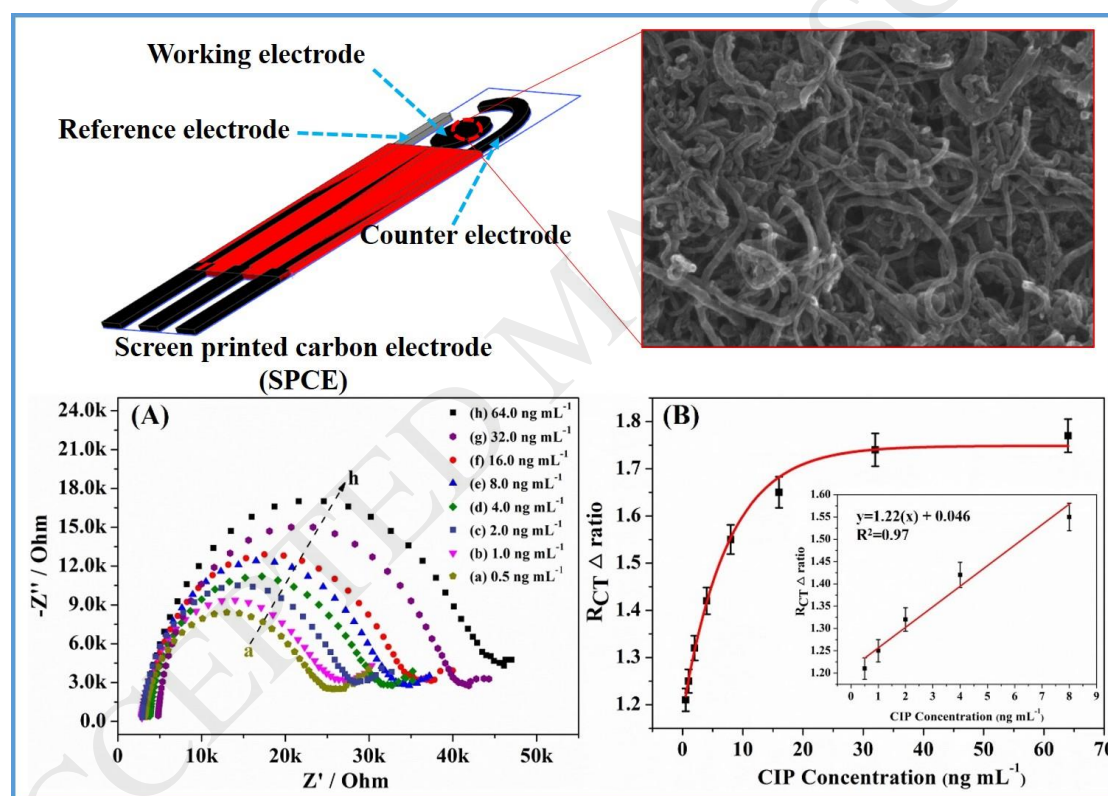 Working electrode
Reference electrode
Counter electrode
Screen printed carbon electrode
(SPCE)
(A)
-Z'' / Ohm
24.0k
21.0k
18.0k
15.0k
12.0k
9.0k
6.0k
3.0k
0.0
0
10k
20k
30k
40k
50k
Z' / Ohm
h
a
(h) 64.0 ng mL-1
(g) 32.0 ng mL-1
(f) 16.0 ng mL-1
(e) 8.0 ng mL-1
(d) 4.0 ng mL-1
(c) 2.0 ng mL-1
(b) 1.0 ng mL-1
(a) 0.5 ng mL-1
(B)
RCT △ ratio
1.8
1.7
1.6
1.5
1.4
1.3
1.2
0
10
20
30
40
50
60
70
CIP Concentration (ng mL-1)
y=1.22(x) + 0.046
R2=0.97
RCT △ ratio
1.60
1.55
1.50
1.45
1.40
1.35
1.30
1.25
1.20
0
1
2
3
4
5
6
7
8
9
CIP Concentration (ng mL-1)